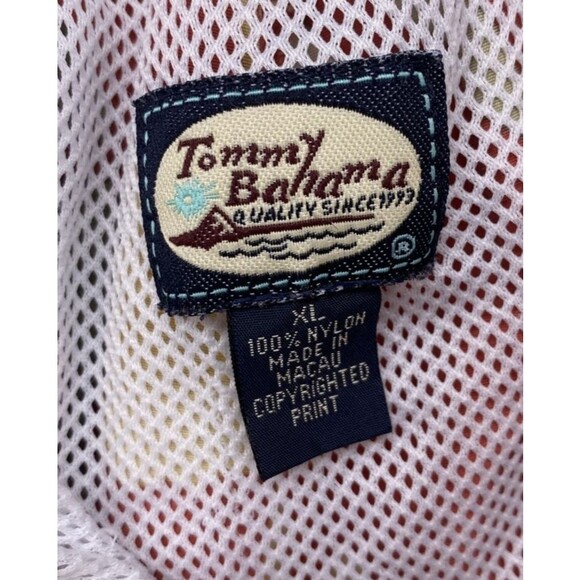 Tommy
Bahama
QUALITY SINCE 1993
®
XL
100% NYLON
MADE IN
MACAU
COPYRIGHTED
PRINT